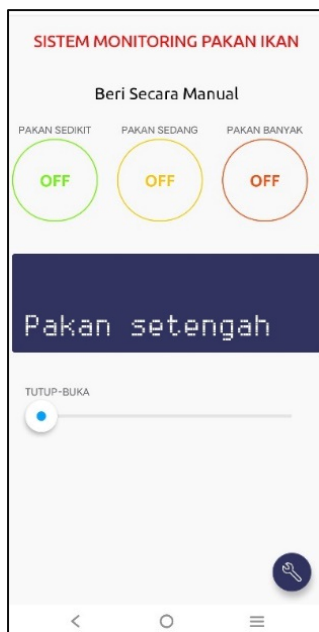 SISTEM MONITORING PAKAN IKAN
Beri Secara Manual
PAKAN SEDIKIT PAKAN SEDANG PAKAN BANYAK
OFF OFF OFF
Pakan setengah
TUTUP-BUKA